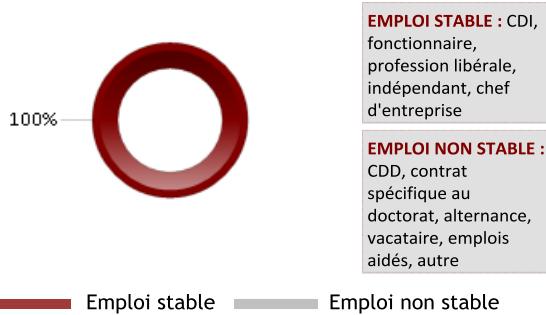 100%
EMPLOI STABLE : CDI,
fonctionnaire,
profession libérale,
indépendant, chef
d'entreprise
EMPLOI NON STABLE :
CDD, contrat
spécifique au
doctorat, alternance,
vacataire, emplois
aidés, autre
Emploi stable
Emploi non stable